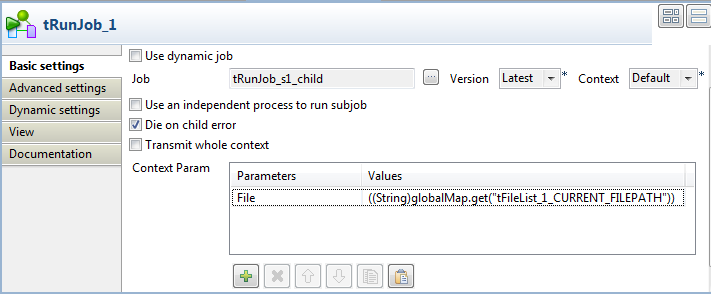 tRunJob_1
Basic settings
Advanced settings
Dynamic settings
View
Documentation
Use dynamic job
Job tRunJob_s1_child ... Version Latest * Context Default *
Use an independent process to run subjob
Die on child error
Transmit whole context
Context Param
Parameters Values
File ((String)globalMap.get("tFileList_1_CURRENT_FILEPATH"))